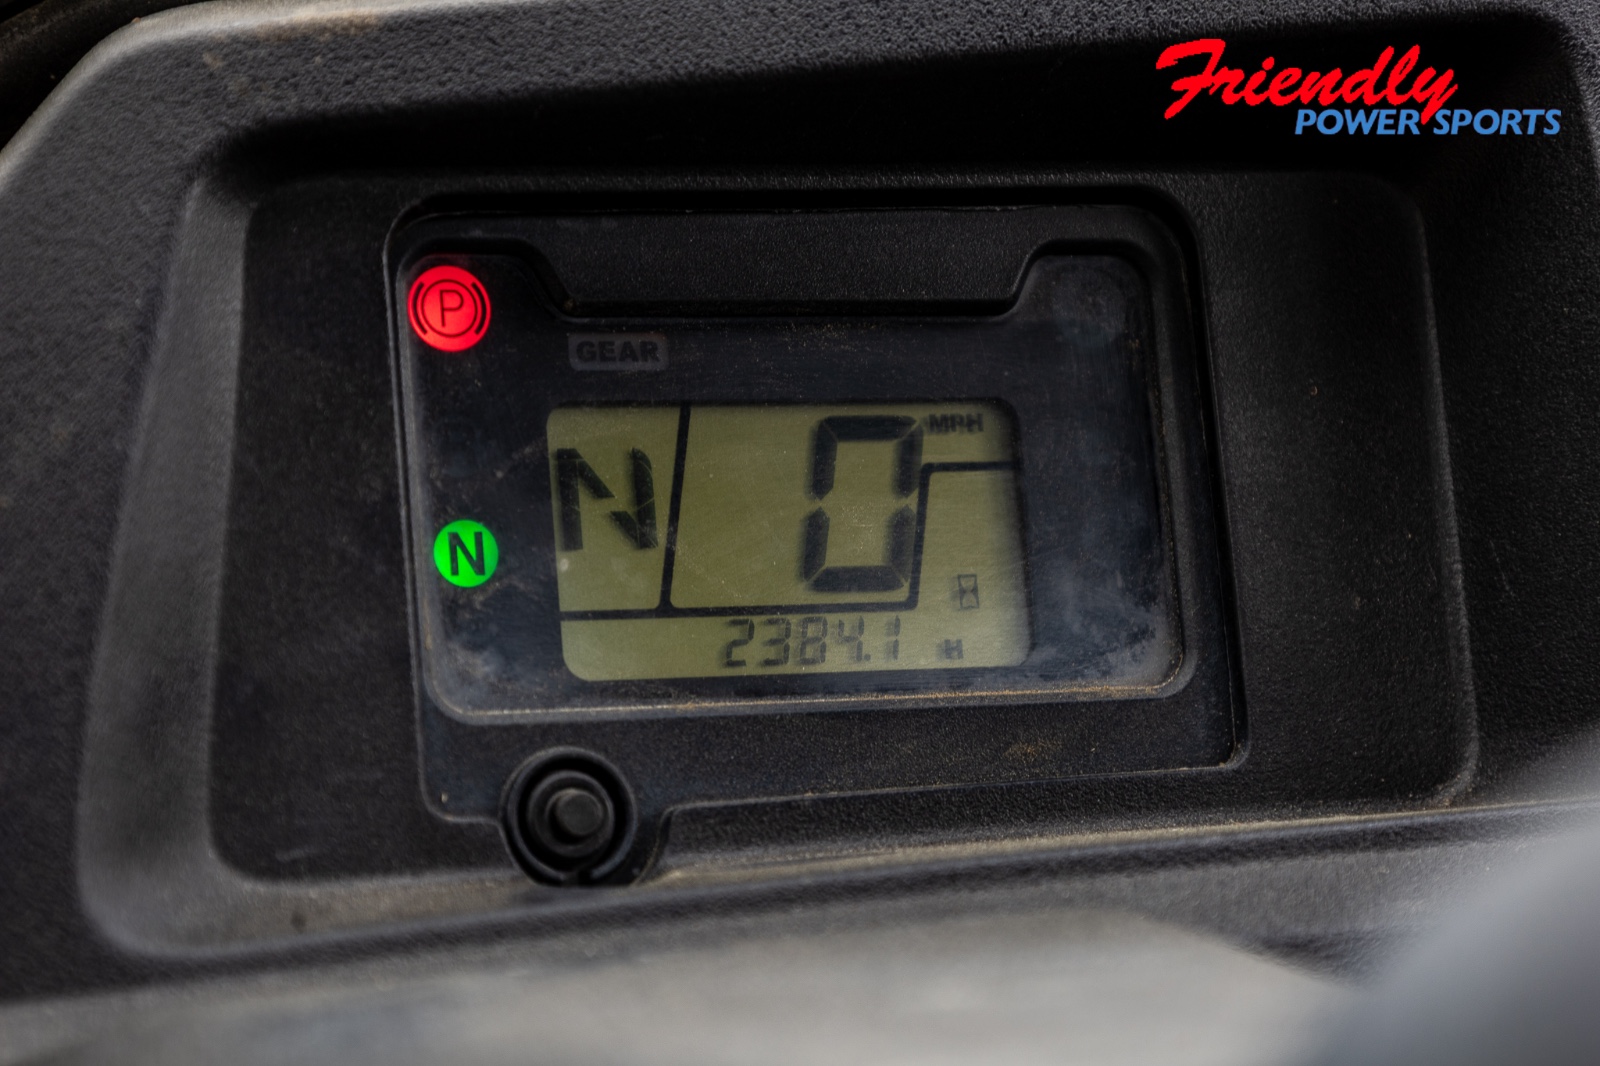 Friendly
POWER SPORTS
P
GEAR
N 0 MPH
N
2384.1 H